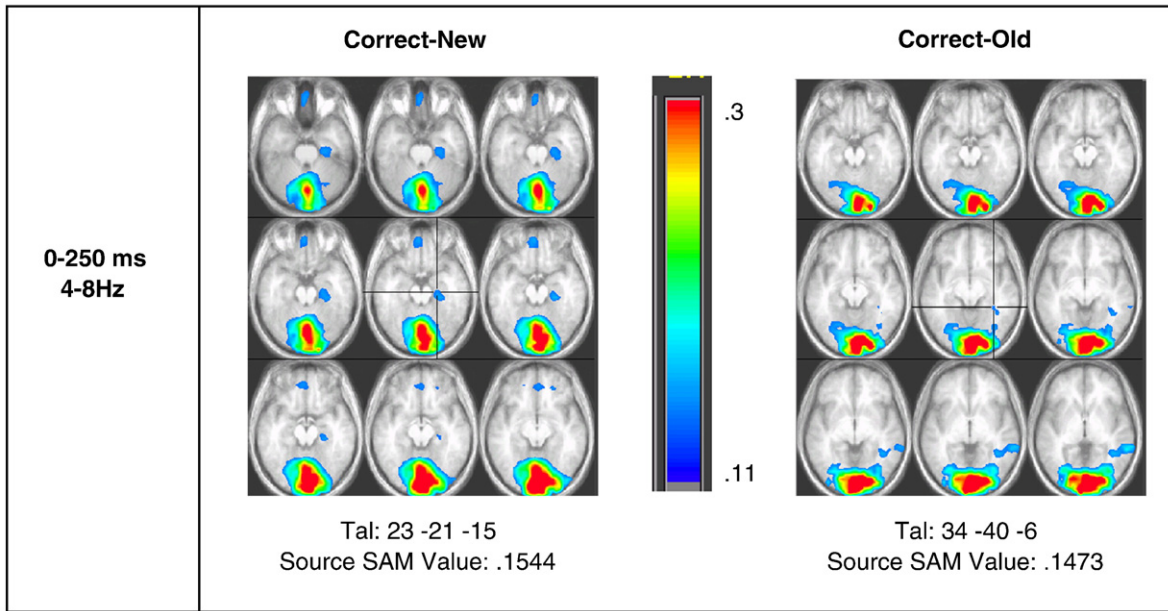 Correct-New
Correct-Old
.3
0-250 ms
4-8Hz
.11
Tal: 23 -21 -15
Source SAM Value: .1544
Tal: 34 -40 -6
Source SAM Value: .1473